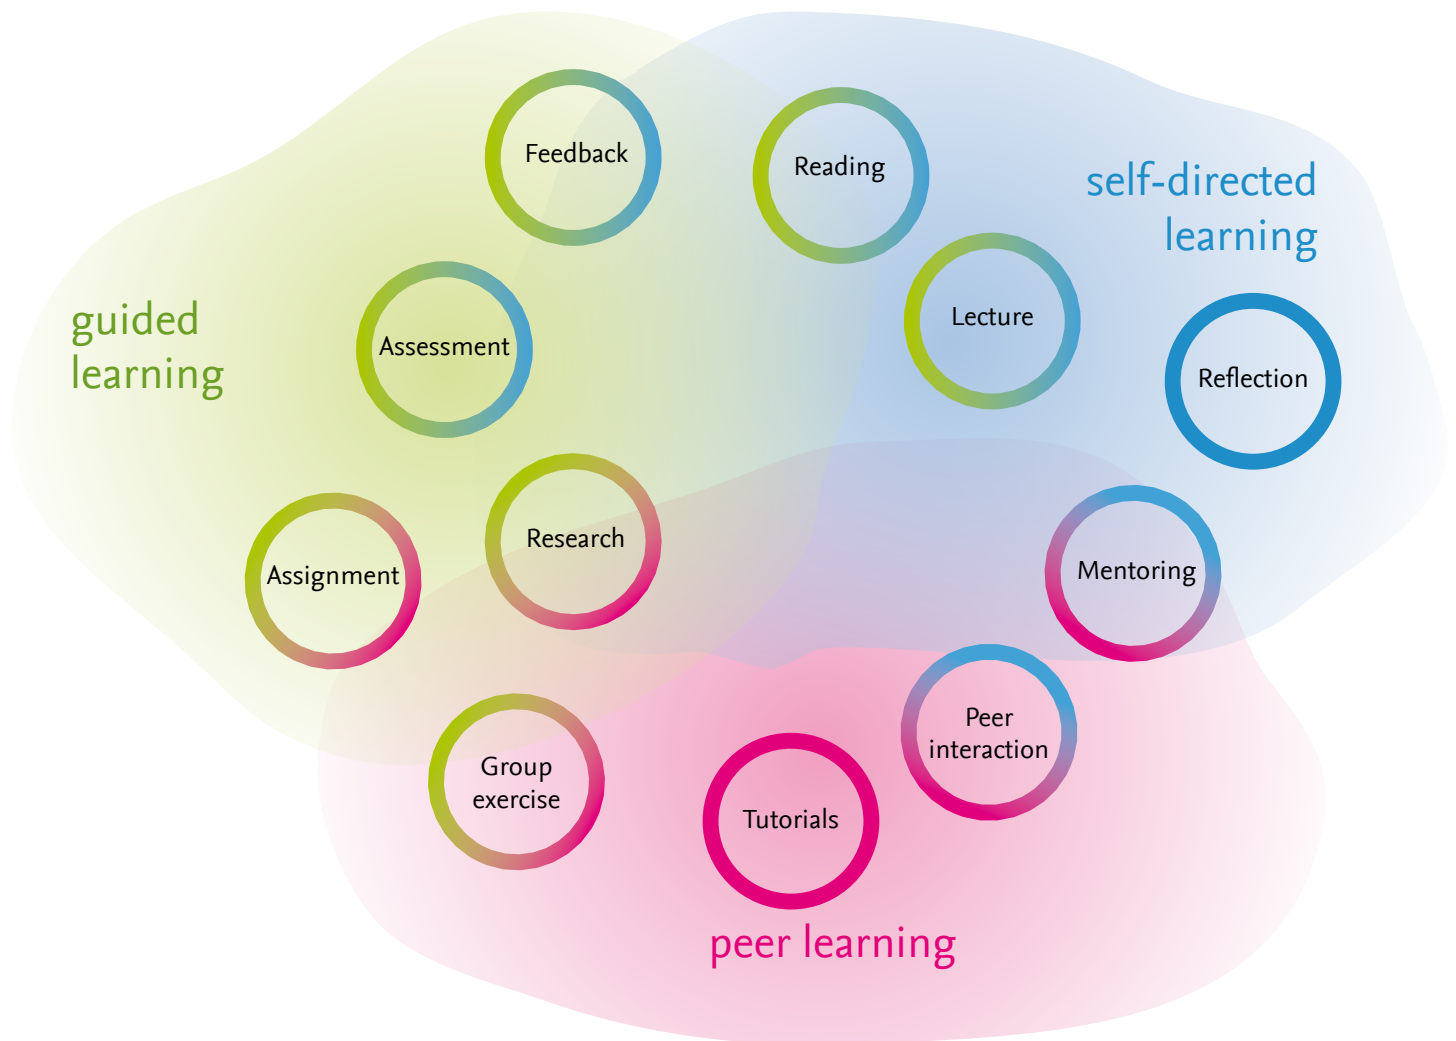 Feedback
Reading
self-directed
learning
guided
learning
Lecture
Assessment
Reflection
Research
Assignment
Mentoring
Peer
interaction
Group
exercise
Tutorials
peer learning